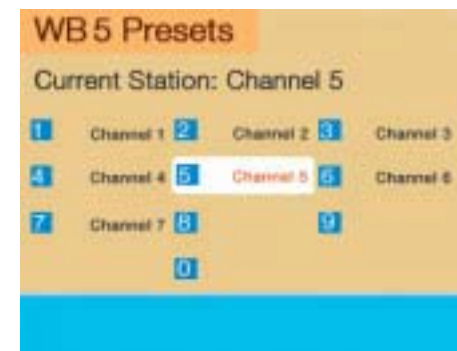 WB 5 Presets
Current Station: Channel 5
1 Channel 1 2 Channel 2 3 Channel 3
4 Channel 4 5 Channel 5 6 Channel 6
7 Channel 7 8 9
0